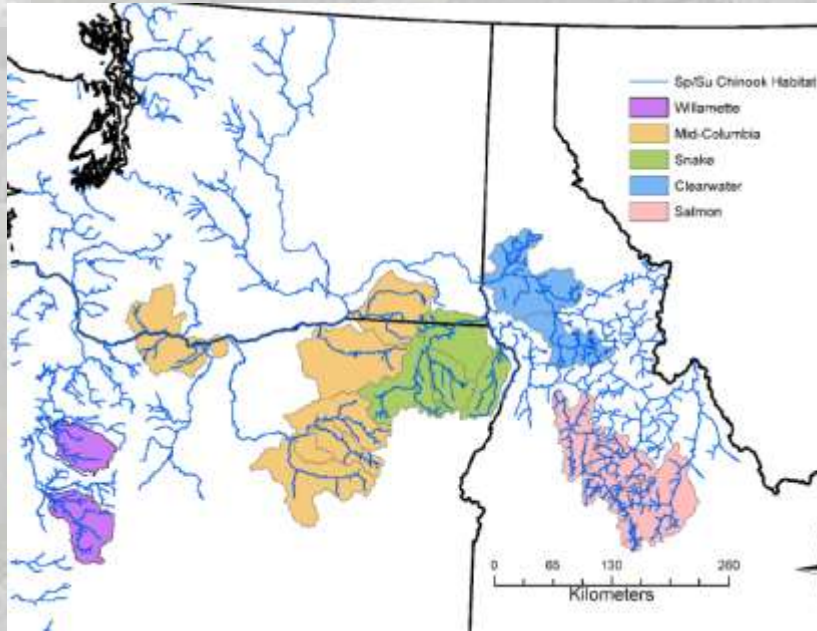 Sp/Su Chinook Habitat
Willamette
Mid-Columbia
Snake
Clearwater
Salmon
0 65 130 260
Kilometers